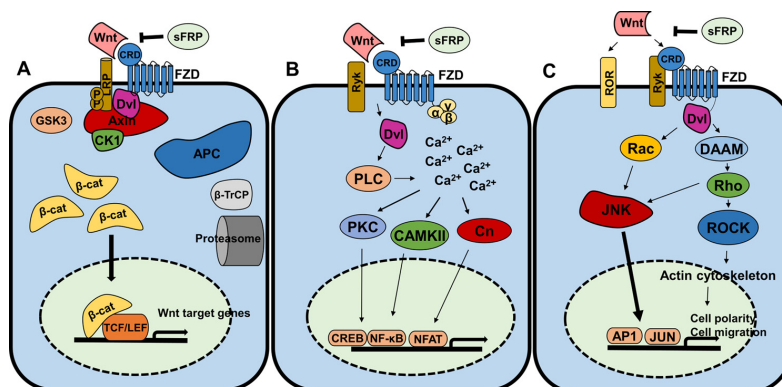 A
Wnt
sFRP
CRD
FZD
LRP
P
P
Dvl
Axin
CK1
GSK3
APC
β-cat
β-cat
β-cat
β-TrCP
Proteasome
β-cat
TCF/LEF
Wnt target genes
B
Wnt
sFRP
CRD
FZD
Ryk
α
β
γ
Dvl
PLC
Ca2+
Ca2+
Ca2+
Ca2+
Ca2+
Ca2+
Ca2+
PKC
CAMKII
Cn
CREB
NF-κB
NFAT
C
Wnt
sFRP
CRD
FZD
ROR
Ryk
Dvl
Rac
DAAM
Rho
JNK
ROCK
Actin cytoskeleton
Cell polarity
Cell migration
AP1
JUN